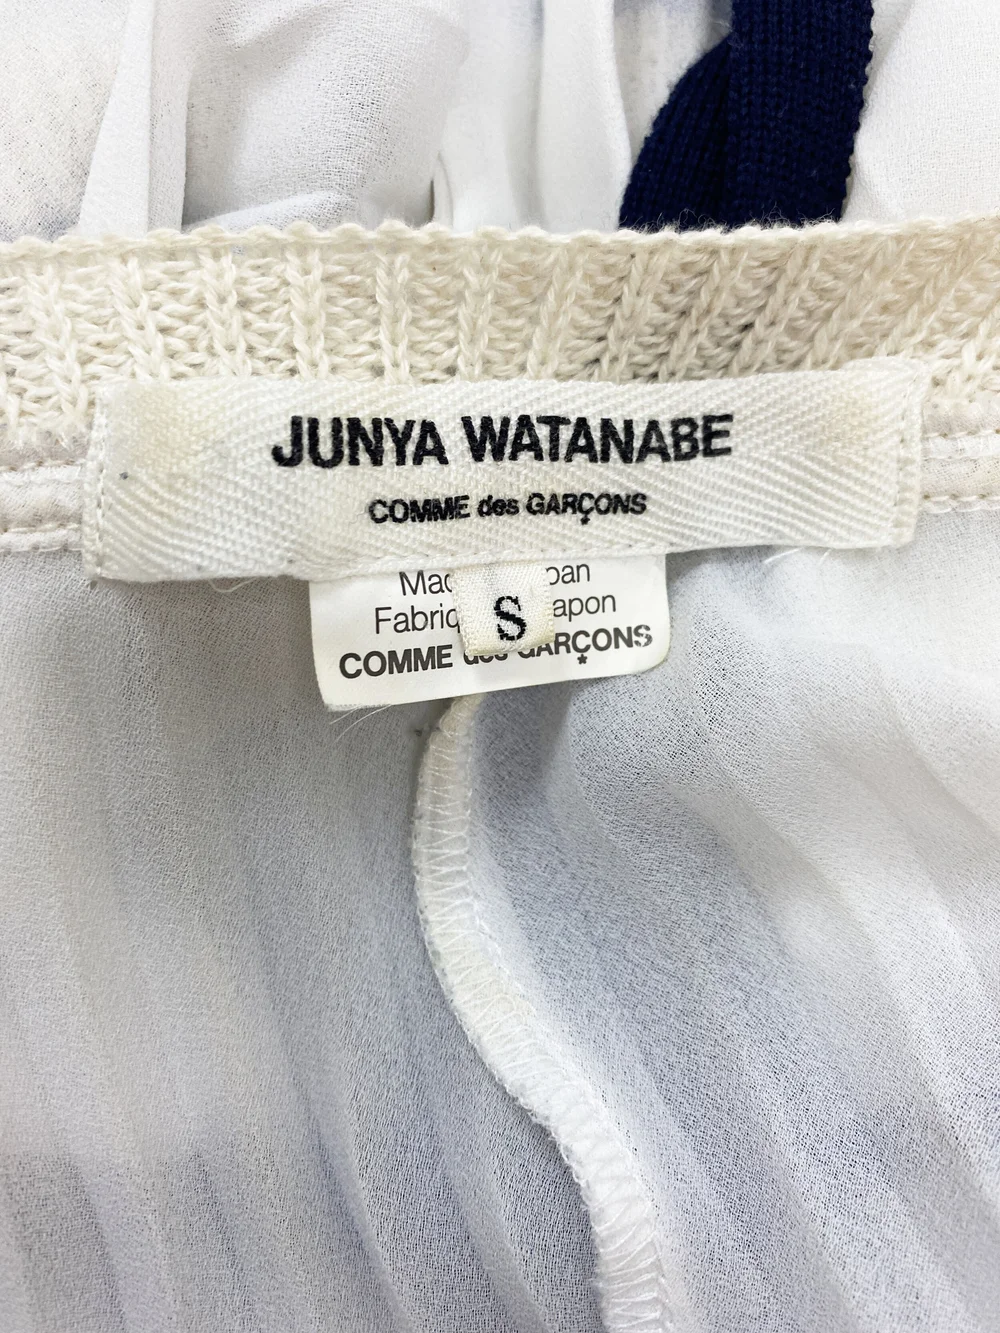 JUNYA WATANABE
COMME des GARÇONS
S
COMME des GARÇONS